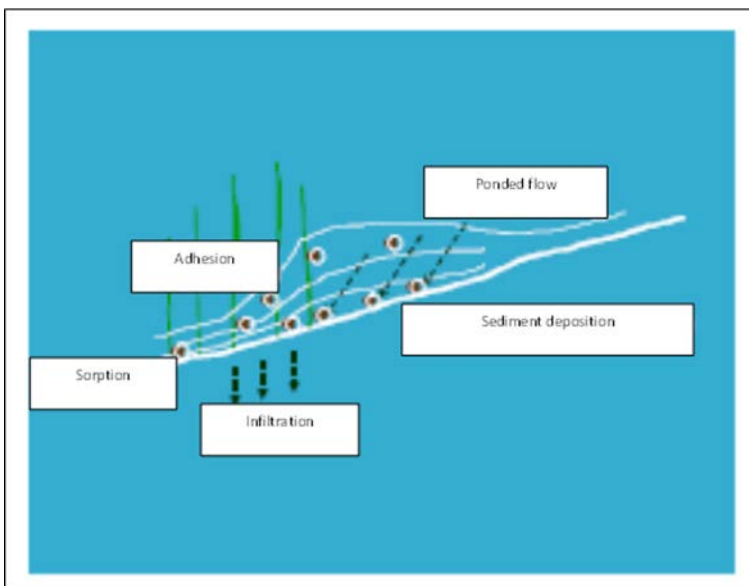 Ponded flow
Adhesion
Sediment deposition
Sorption
Infiltration